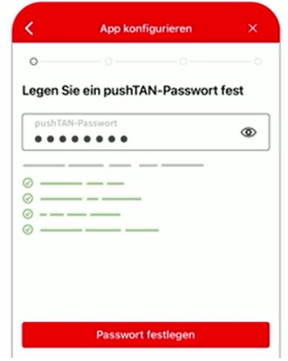 App konfigurieren
Legen Sie ein pushTAN-Passwort fest
pushTAN-Passwort
Passwort festlegen